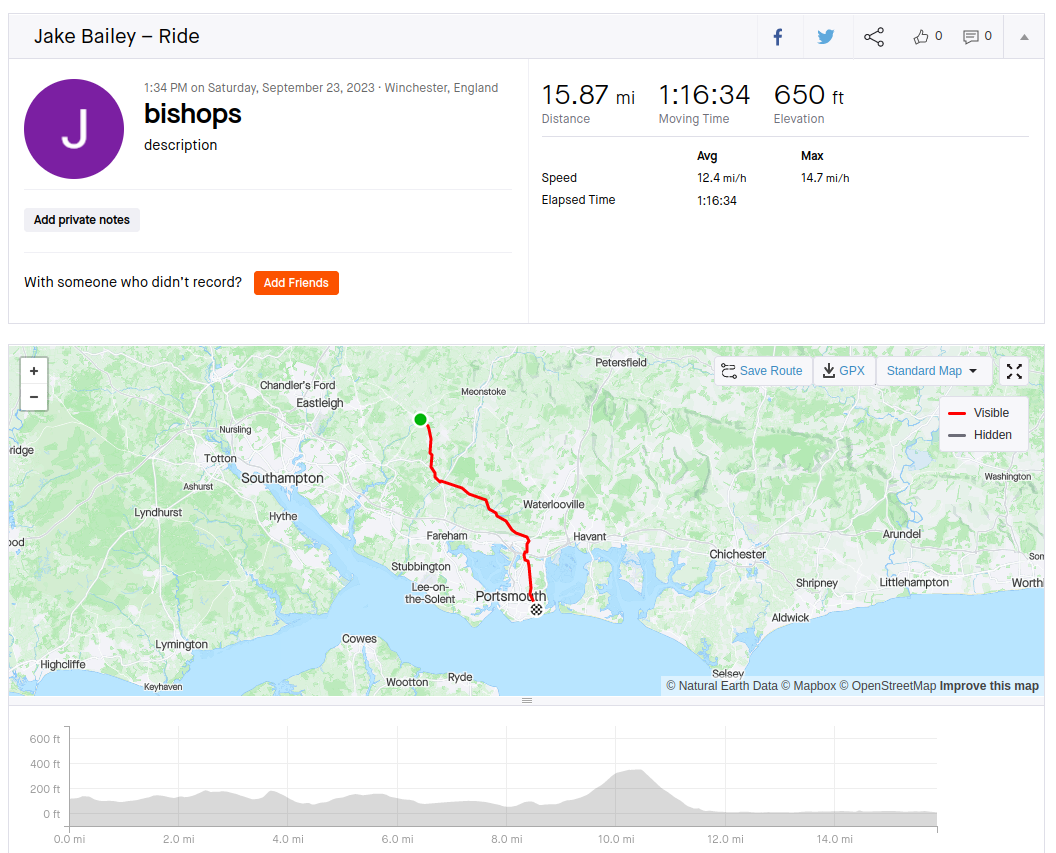 Jake Bailey – Ride
0
0
J
1:34 PM on Saturday, September 23, 2023 · Winchester, England
bishops
description
Add private notes
With someone who didn't record? Add Friends
15.87 mi 1:16:34 650 ft
Distance Moving Time Elevation
Avg Max
Speed 12.4 mi/h 14.7 mi/h
Elapsed Time 1:16:34
+
−
Save Route GPX Standard Map
Visible
Hidden
Petersfield
Chandler's Ford
Meonstoke
Eastleigh
Nursling
ridge
Totton
Southampton
Washington
Ashurst
Waterlooville
Lyndhurst
Hythe
Fareham
Havant
Arundel
ood
Chichester
Som
Stubbington
Lee-on-
the-Solent
Portsmouth
Shripney
Littlehampton
Worth
Aldwick
Cowes
Lymington
Highcliffe
Selsey
Ryde
Wootton
Keyhaven
© Natural Earth Data © Mapbox © OpenStreetMap Improve this map
600 ft
400 ft
200 ft
0 ft
0.0 mi 2.0 mi 4.0 mi 6.0 mi 8.0 mi 10.0 mi 12.0 mi 14.0 mi